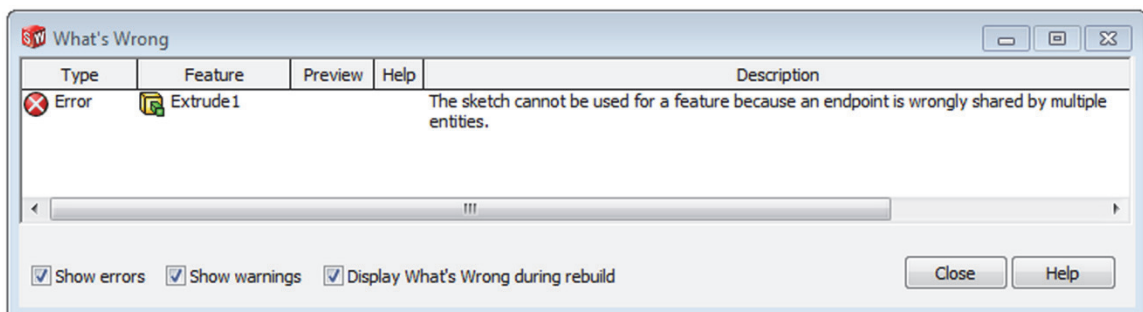 What's Wrong
Type Feature Preview Help Description
Error Extrude1 The sketch cannot be used for a feature because an endpoint is wrongly shared by multiple
entities.
Show errors Show warnings Display What's Wrong during rebuild Close Help